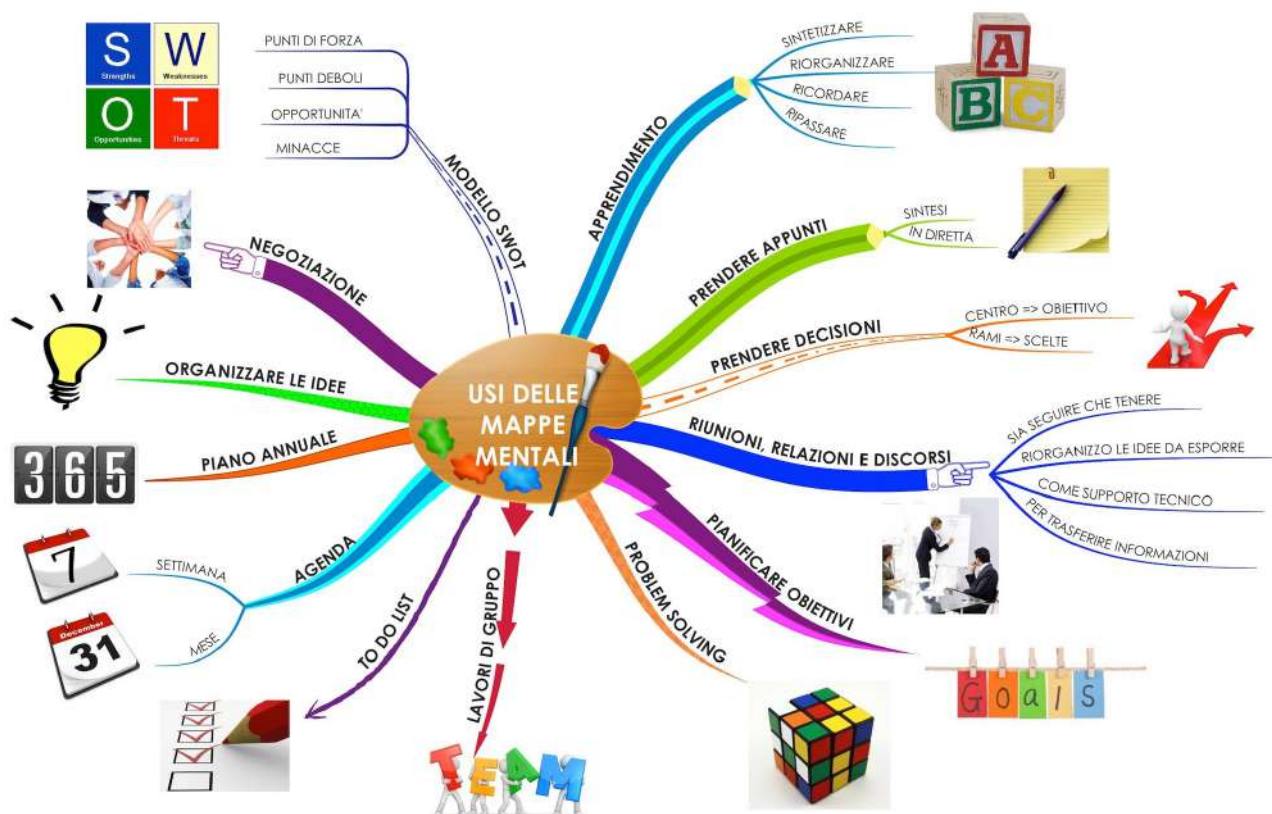 USI DELLE
MAPPE
MENTALI
APPRENDIMENTO
SINTETIZZARE
RIORGANIZZARE
RICORDARE
RIPASSARE
A
B
C
PRENDERE APPUNTI
SINTESI
IN DIRETTA
PRENDERE DECISIONI
CENTRO => OBIETTIVO
RAMI => SCELTE
RIUNIONI, RELAZIONI E DISCORSI
SIA SEGUIRE CHE TENERE
RIORGANIZZO LE IDEE DA ESPORRE
COME SUPPORTO TECNICO
PER TRASFERIRE INFORMAZIONI
PIANIFICARE OBIETTIVI
GOALS
PROBLEM SOLVING
LAVORI DI GRUPPO
TEAM
TO DO LIST
AGENDA
SETTIMANA
7
MESE
December
31
PIANO ANNUALE
365
ORGANIZZARE LE IDEE
NEGOZIAZIONE
MODELLO SWOT
PUNTI DI FORZA
PUNTI DEBOLI
OPPORTUNITA'
MINACCE
S W
Strengths Weaknesses
O T
Opportunities Threats